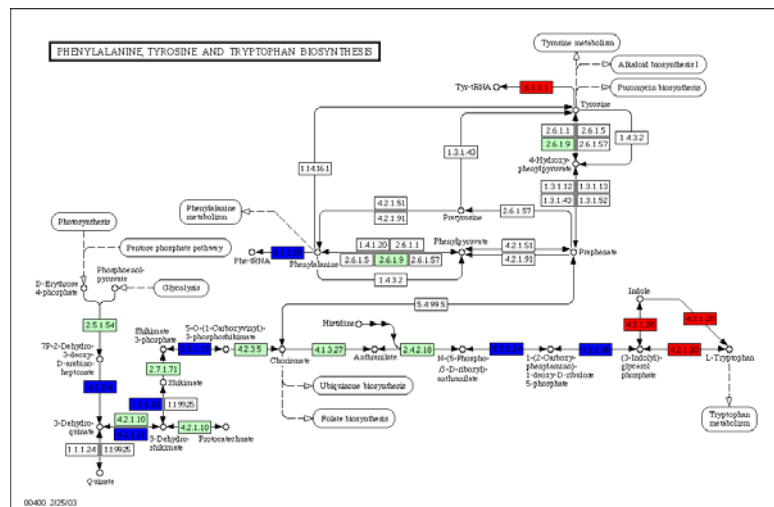 PHENYLALANINE, TYROSINE AND TRYPTOPHAN BIOSYNTHESIS
Tyrosine metabolism
Alkaloid biosynthesis I
Tyr-tRNA
6.1.1.1
Puromycin biosynthesis
Tyrosine
2.6.1.1
2.6.1.5
1.4.3.2
2.6.1.9
2.6.1.57
1.3.1.43
4-Hydroxy-
phenylpyruvate
1.14.16.1
1.3.1.12
1.3.1.13
1.3.1.43
1.3.1.52
Phenylalanine
metabolism
4.2.1.51
4.2.1.91
Pretyrosine
2.6.1.57
Photosynthesis
Pentose phosphate pathway
Phe-tRNA
Phenylalanine
1.4.1.20
2.6.1.1
2.6.1.5
2.6.1.9
2.6.1.57
1.4.3.2
Phenylpyruvate
4.2.1.51
4.2.1.91
Prephenate
D-Erythrose
4-phosphate
Phosphoenol-
pyruvate
Glycolysis
5.4.99.5
Indole
2.5.1.54
Shikimate
3-phosphate
5-O-(1-Carboxyvinyl)-
3-phosphoshikimate
Histidine
4.2.1.20
4.2.1.20
7P-2-Dehydro-
3-deoxy-
D-arabino-
heptonate
4.2.3.5
Chorismate
4.1.3.27
Anthranilate
2.4.2.10
N-(5-Phospho-
β-D-ribosyl)-
anthranilate
1-(2-Carboxy-
phenylamino)-
1-deoxy-D-ribulose
5-phosphate
(3-Indolyl)-
glycerol
phosphate
4.2.1.20
L-Tryptophan
2.7.1.71
Shikimate
Ubiquinone biosynthesis
1.1.99.25
Folate biosynthesis
Tryptophan
metabolism
3-Dehydro-
quinate
4.2.1.10
3-Dehydro-
shikimate
4.2.1.10
Protocatechuate
1.1.1.24
1.1.99.25
Quinate
00400 2/25/03